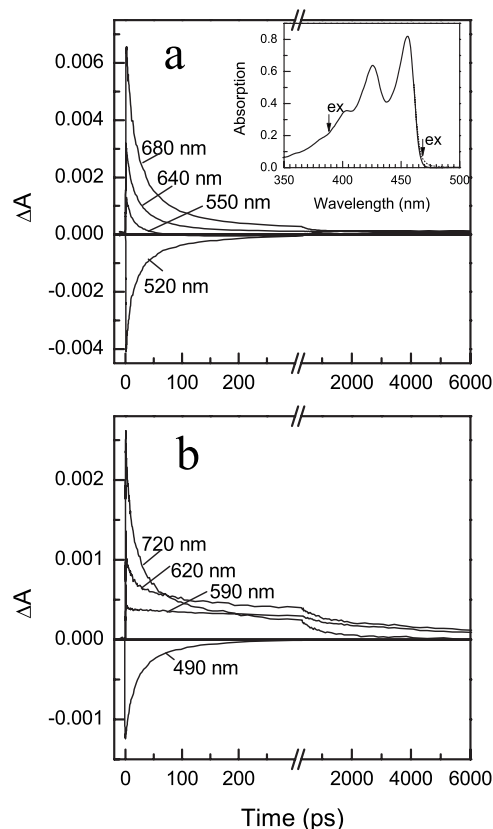 a
0.006
0.004
0.002
0.000
-0.002
-0.004
ΔA
680 nm
640 nm
550 nm
520 nm
0 100 200 2000 4000 6000
Absorption
0.8
0.6
0.4
0.2
0.0
ex
ex
350 400 450 500
Wavelength (nm)
b
0.002
0.001
0.000
-0.001
ΔA
720 nm
620 nm
590 nm
490 nm
0 100 200 2000 4000 6000
Time (ps)